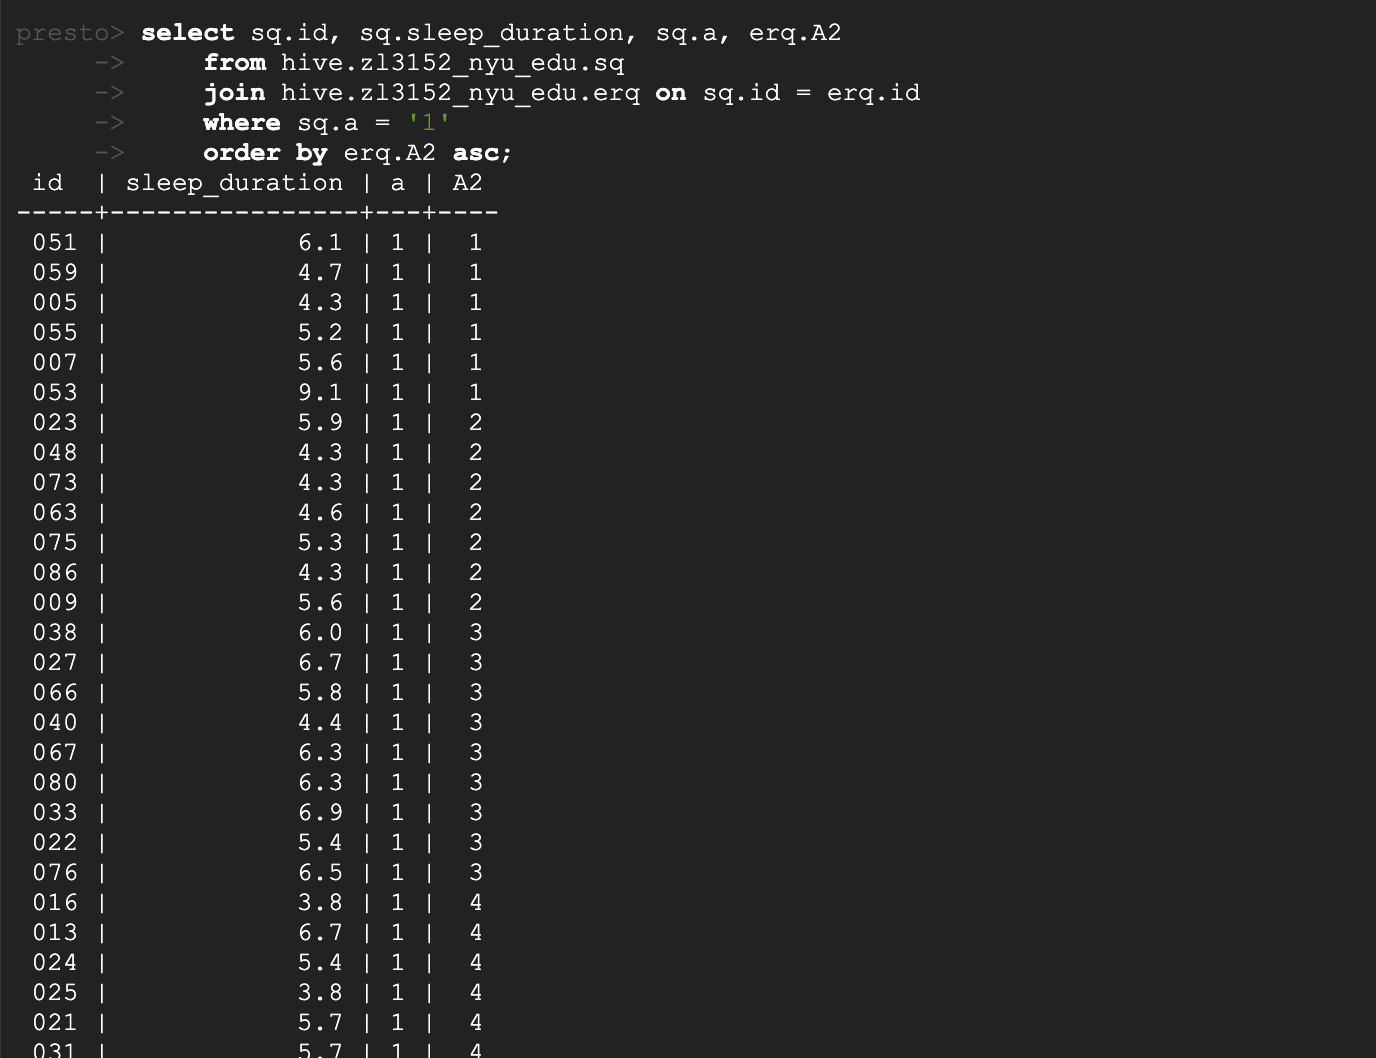 presto> select sq.id, sq.sleep_duration, sq.a, erq.A2
     ->     from hive.zl3152_nyu_edu.sq
     ->     join hive.zl3152_nyu_edu.erq on sq.id = erq.id
     ->     where sq.a = '1'
     ->     order by erq.A2 asc;
 id  | sleep_duration | a | A2
-----+----------------+---+----
 051 |            6.1 | 1 |  1
 059 |            4.7 | 1 |  1
 005 |            4.3 | 1 |  1
 055 |            5.2 | 1 |  1
 007 |            5.6 | 1 |  1
 053 |            9.1 | 1 |  1
 023 |            5.9 | 1 |  2
 048 |            4.3 | 1 |  2
 073 |            4.3 | 1 |  2
 063 |            4.6 | 1 |  2
 075 |            5.3 | 1 |  2
 086 |            4.3 | 1 |  2
 009 |            5.6 | 1 |  2
 038 |            6.0 | 1 |  3
 027 |            6.7 | 1 |  3
 066 |            5.8 | 1 |  3
 040 |            4.4 | 1 |  3
 067 |            6.3 | 1 |  3
 080 |            6.3 | 1 |  3
 033 |            6.9 | 1 |  3
 022 |            5.4 | 1 |  3
 076 |            6.5 | 1 |  3
 016 |            3.8 | 1 |  4
 013 |            6.7 | 1 |  4
 024 |            5.4 | 1 |  4
 025 |            3.8 | 1 |  4
 021 |            5.7 | 1 |  4
 031 |            5.7 | 1 |  4